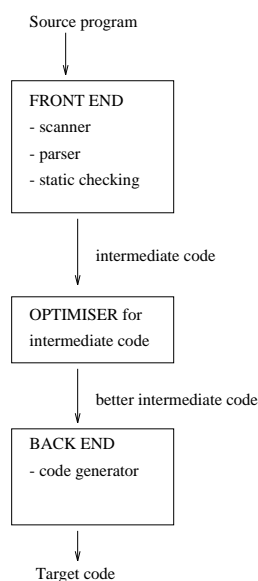 Source program
FRONT END
- scanner
- parser
- static checking
intermediate code
OPTIMISER for
intermediate code
better intermediate code
BACK END
- code generator
Target code